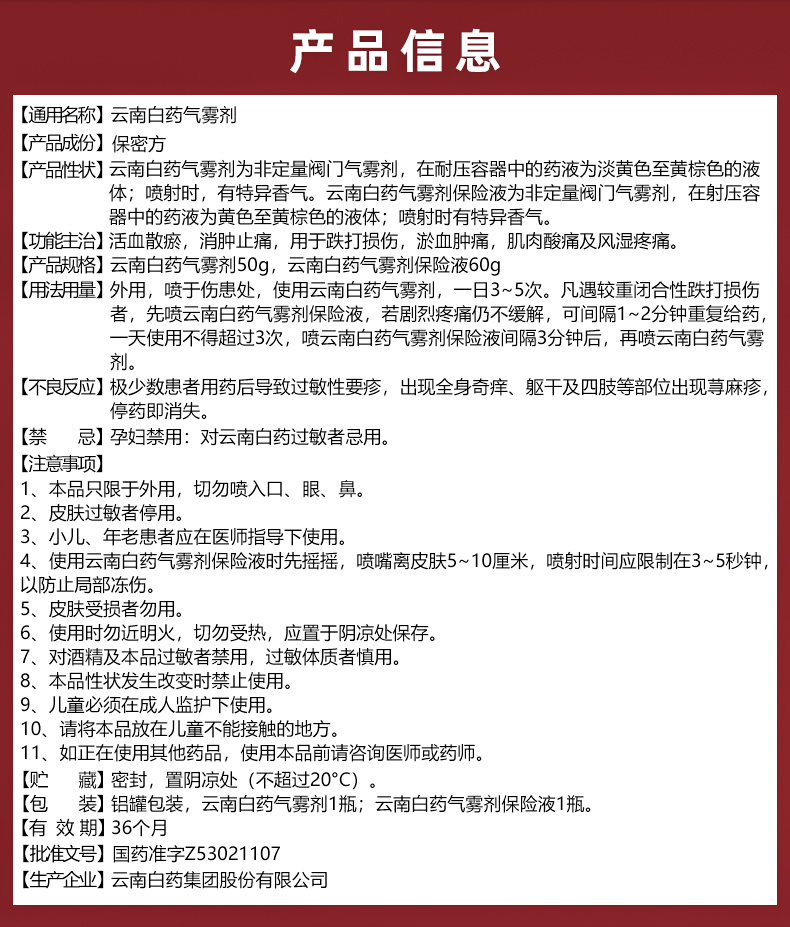 产品信息
【通用名称】云南白药气雾剂
【产品成份】保密方
【产品性状】云南白药气雾剂为非定量阀门气雾剂，在耐压容器中的药液为淡黄色至黄棕色的液
体；喷射时，有特异香气。云南白药气雾剂保险液为非定量阀门气雾剂，在射压容
器中的药液为黄色至黄棕色的液体；喷射时有特异香气。
【功能主治】活血散瘀，消肿止痛，用于跌打损伤，淤血肿痛，肌肉酸痛及风湿疼痛。
【产品规格】云南白药气雾剂50g，云南白药气雾剂保险液60g
【用法用量】外用，喷于伤患处，使用云南白药气雾剂，一日3~5次。凡遇较重闭合性跌打损伤
者，先喷云南白药气雾剂保险液，若剧烈疼痛仍不缓解，可间隔1~2分钟重复给药，
一天使用不得超过3次，喷云南白药气雾剂保险液间隔3分钟后，再喷云南白药气雾
剂。
【不良反应】极少数患者用药后导致过敏性要疹，出现全身奇痒、躯干及四肢等部位出现荨麻疹，
停药即消失。
【禁 忌】孕妇禁用：对云南白药过敏者忌用。
【注意事项】
1、本品只限于外用，切勿喷入口、眼、鼻。
2、皮肤过敏者停用。
3、小儿、年老患者应在医师指导下使用。
4、使用云南白药气雾剂保险液时先摇摇，喷嘴离皮肤5~10厘米，喷射时间应限制在3~5秒钟，
以防止局部冻伤。
5、皮肤受损者勿用。
6、使用时勿近明火，切勿受热，应置于阴凉处保存。
7、对酒精及本品过敏者禁用，过敏体质者慎用。
8、本品性状发生改变时禁止使用。
9、儿童必须在成人监护下使用。
10、请将本品放在儿童不能接触的地方。
11、如正在使用其他药品，使用本品前请咨询医师或药师。
【贮 藏】密封，置阴凉处（不超过20°C）。
【包 装】铝罐包装，云南白药气雾剂1瓶；云南白药气雾剂保险液1瓶。
【有 效 期】36个月
【批准文号】国药准字Z53021107
【生产企业】云南白药集团股份有限公司